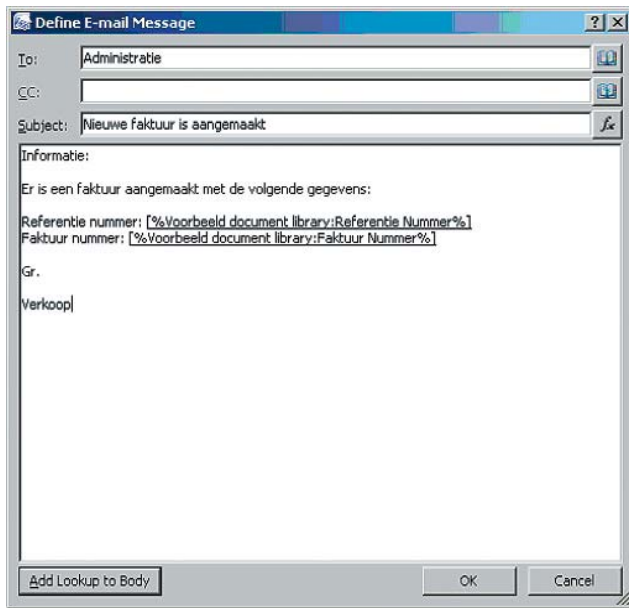 Define E-mail Message
To: Administratie
CC:
Subject: Nieuwe faktuur is aangemaakt
Informatie:
Er is een faktuur aangemaakt met de volgende gegevens:
Referentie nummer: [%Voorbeeld document library:Referentie Nummer%]
Faktuur nummer: [%Voorbeeld document library:Faktuur Nummer%]
Gr.
Verkoop
Add Lookup to Body OK Cancel